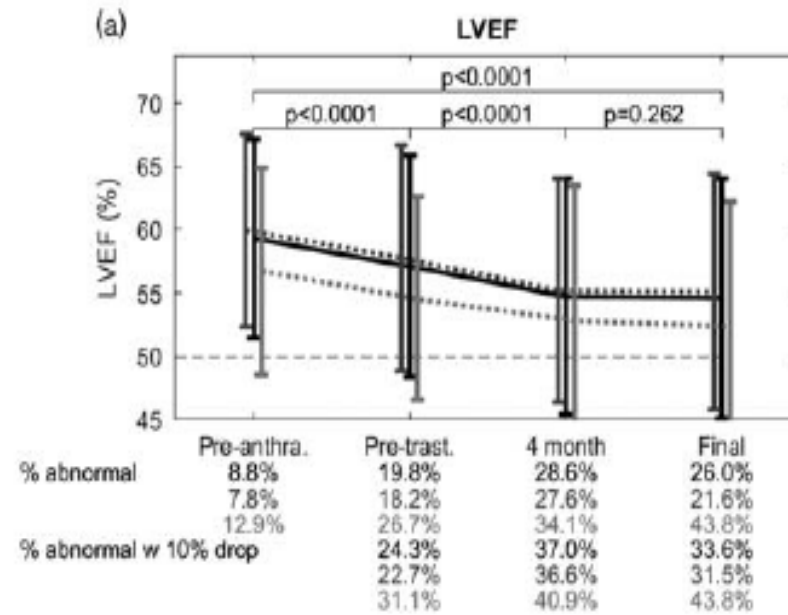 (a)
LVEF
p<0.0001
p<0.0001 p<0.0001 p=0.262
70
65
60
55
50
45
LVEF (%)
Pre-anthra. Pre-trast. 4 month Final
% abnormal 8.8% 19.8% 28.6% 26.0%
7.8% 18.2% 27.6% 21.6%
12.9% 26.7% 34.1% 43.8%
% abnormal w 10% drop 24.3% 37.0% 33.6%
22.7% 36.6% 31.5%
31.1% 40.9% 43.8%